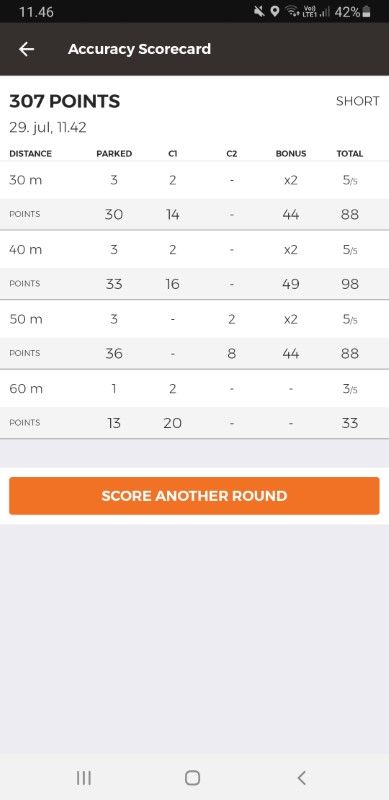 11.46 Vo)) LTE1 42%
Accuracy Scorecard
307 POINTS SHORT
29. jul, 11.42
DISTANCE PARKED C1 C2 BONUS TOTAL
30 m 3 2 - x2 5/5
POINTS 30 14 - 44 88
40 m 3 2 - x2 5/5
POINTS 33 16 - 49 98
50 m 3 - 2 x2 5/5
POINTS 36 - 8 44 88
60 m 1 2 - - 3/5
POINTS 13 20 - - 33
SCORE ANOTHER ROUND